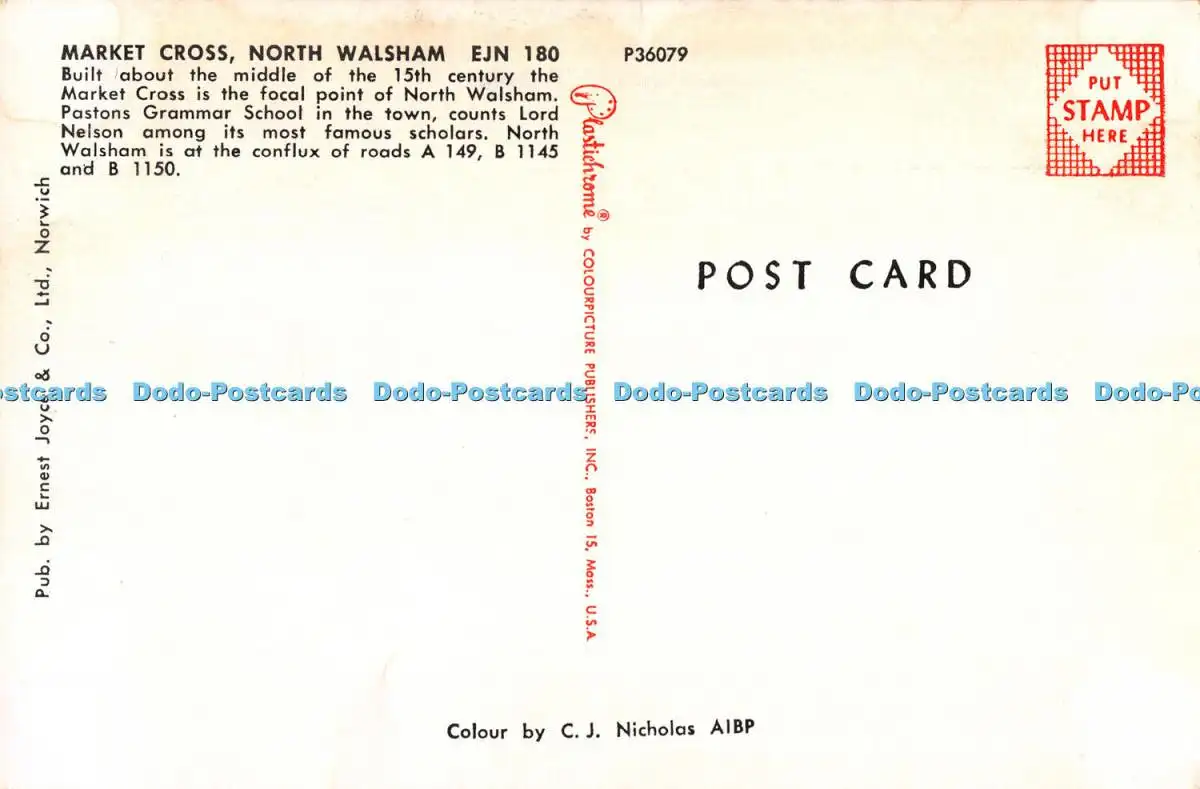 MARKET CROSS, NORTH WALSHAM EJN 180
Built about the middle of the 15th century the
Market Cross is the focal point of North Walsham.
Pastons Grammar School in the town, counts Lord
Nelson among its most famous scholars. North
Walsham is at the conflux of roads A 149, B 1145
and B 1150.
P36079
PUT
STAMP
HERE
Pub. by Ernest Joyce & Co., Ltd., Norwich
Plastichrome® by COLOURPICTURE PUBLISHERS, INC., Boston 15, Mass., U.S.A
POST CARD
ostcards Dodo-Postcards Dodo-Postcards Dodo-Postcards Dodo-Postcards Dodo-Po
Colour by C. J. Nicholas AIBP